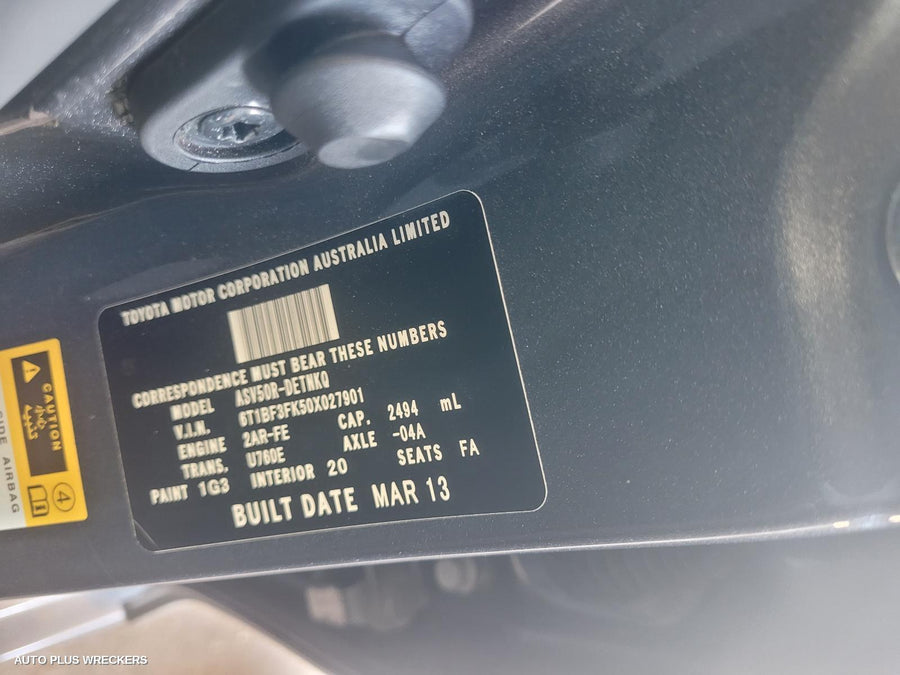 TOYOTA MOTOR CORPORATION AUSTRALIA LIMITED
CORRESPONDENCE MUST BEAR THESE NUMBERS
MODEL ASV50R-DETNKQ
V.I.N. 6T1BF3FK50X027901
ENGINE 2AR-FE CAP. 2494 mL
TRANS. U760E AXLE -04A
PAINT 1G3 INTERIOR 20 SEATS FA
BUILT DATE MAR 13
CAUTION
SIDE AIRBAG
4
AUTO PLUS WRECKERS